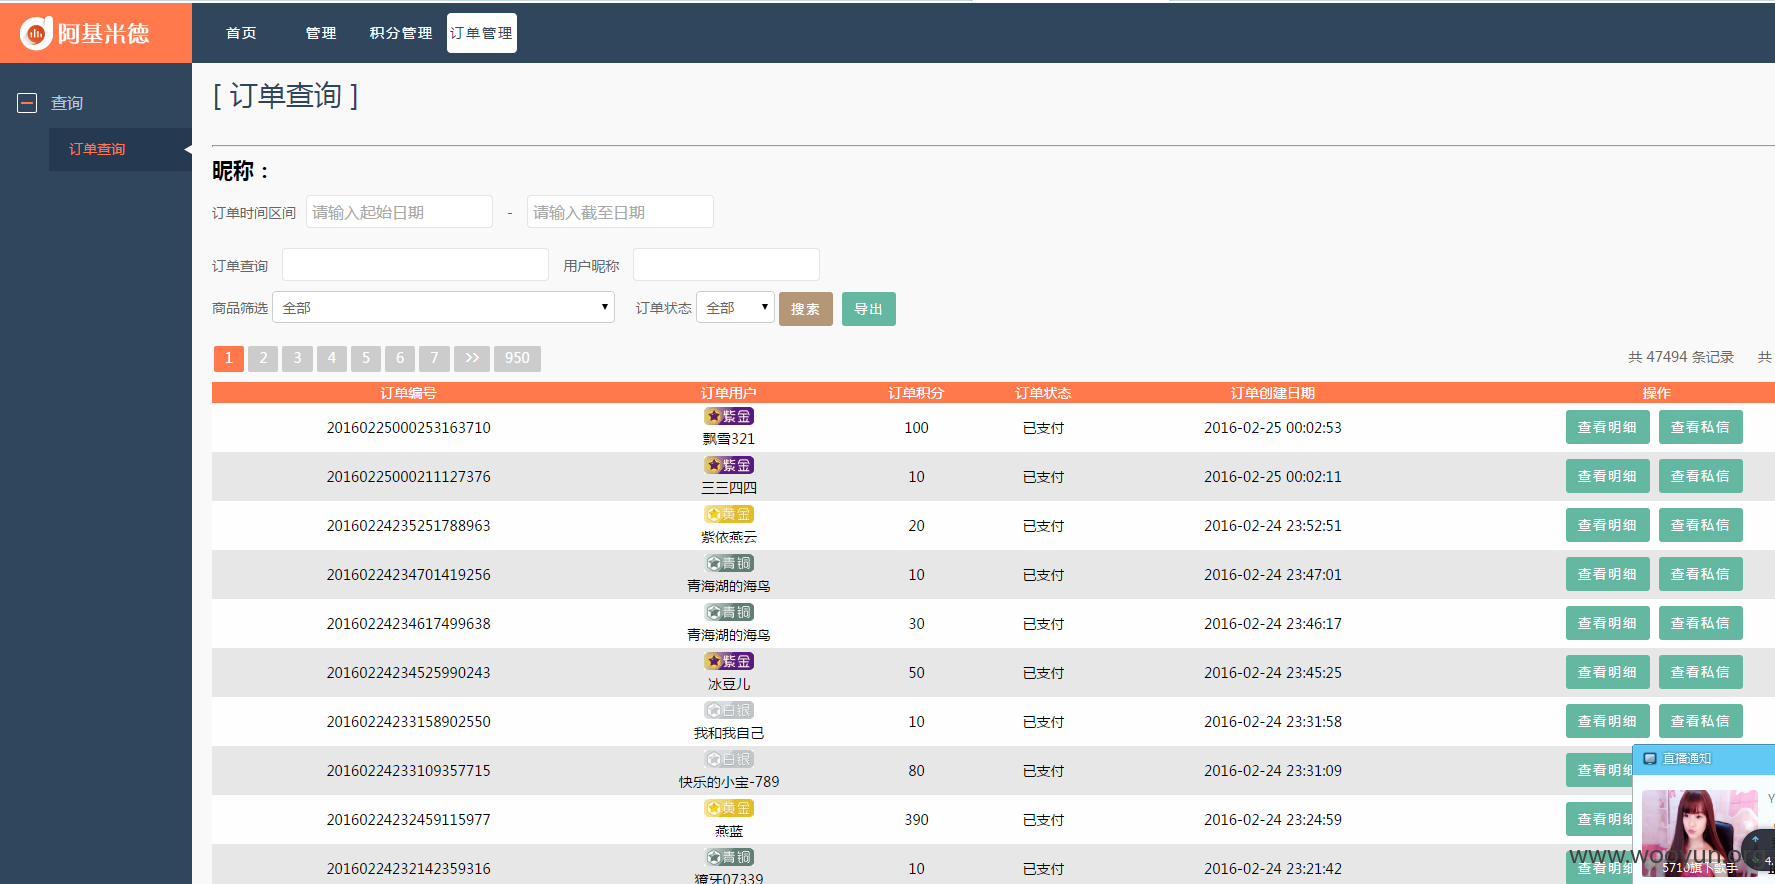 阿基米德
首页 管理 积分管理 订单管理
查询
订单查询
[ 订单查询 ]
昵称：
订单时间区间 请输入起始日期 - 请输入截至日期
订单查询 用户昵称
商品筛选 全部 订单状态 全部 搜索 导出
1 2 3 4 5 6 7 >> 950 共 47494 条记录 共
订单编号 订单用户 订单积分 订单状态 订单创建日期 操作
紫金
20160225000253163710 飘雪321 100 已支付 2016-02-25 00:02:53 查看明细 查看私信
紫金
20160225000211127376 三三四四 10 已支付 2016-02-25 00:02:11 查看明细 查看私信
黄金
20160224235251788963 紫依燕云 20 已支付 2016-02-24 23:52:51 查看明细 查看私信
青铜
20160224234701419256 青海湖的海鸟 10 已支付 2016-02-24 23:47:01 查看明细 查看私信
青铜
20160224234617499638 青海湖的海鸟 30 已支付 2016-02-24 23:46:17 查看明细 查看私信
紫金
20160224234525990243 冰豆儿 50 已支付 2016-02-24 23:45:25 查看明细 查看私信
白银
20160224233158902550 我和我自己 10 已支付 2016-02-24 23:31:58 查看明细 查看私信
白银
20160224233109357715 快乐的小宝-789 80 已支付 2016-02-24 23:31:09 查看明细
黄金
20160224232459115977 燕蓝 390 已支付 2016-02-24 23:24:59 查看明细
青铜
20160224232142359316 獠牙07339 10 已支付 2016-02-24 23:21:42 查看明细
直播通知
Y
www.wooyun.org
571旗下歌手
4.